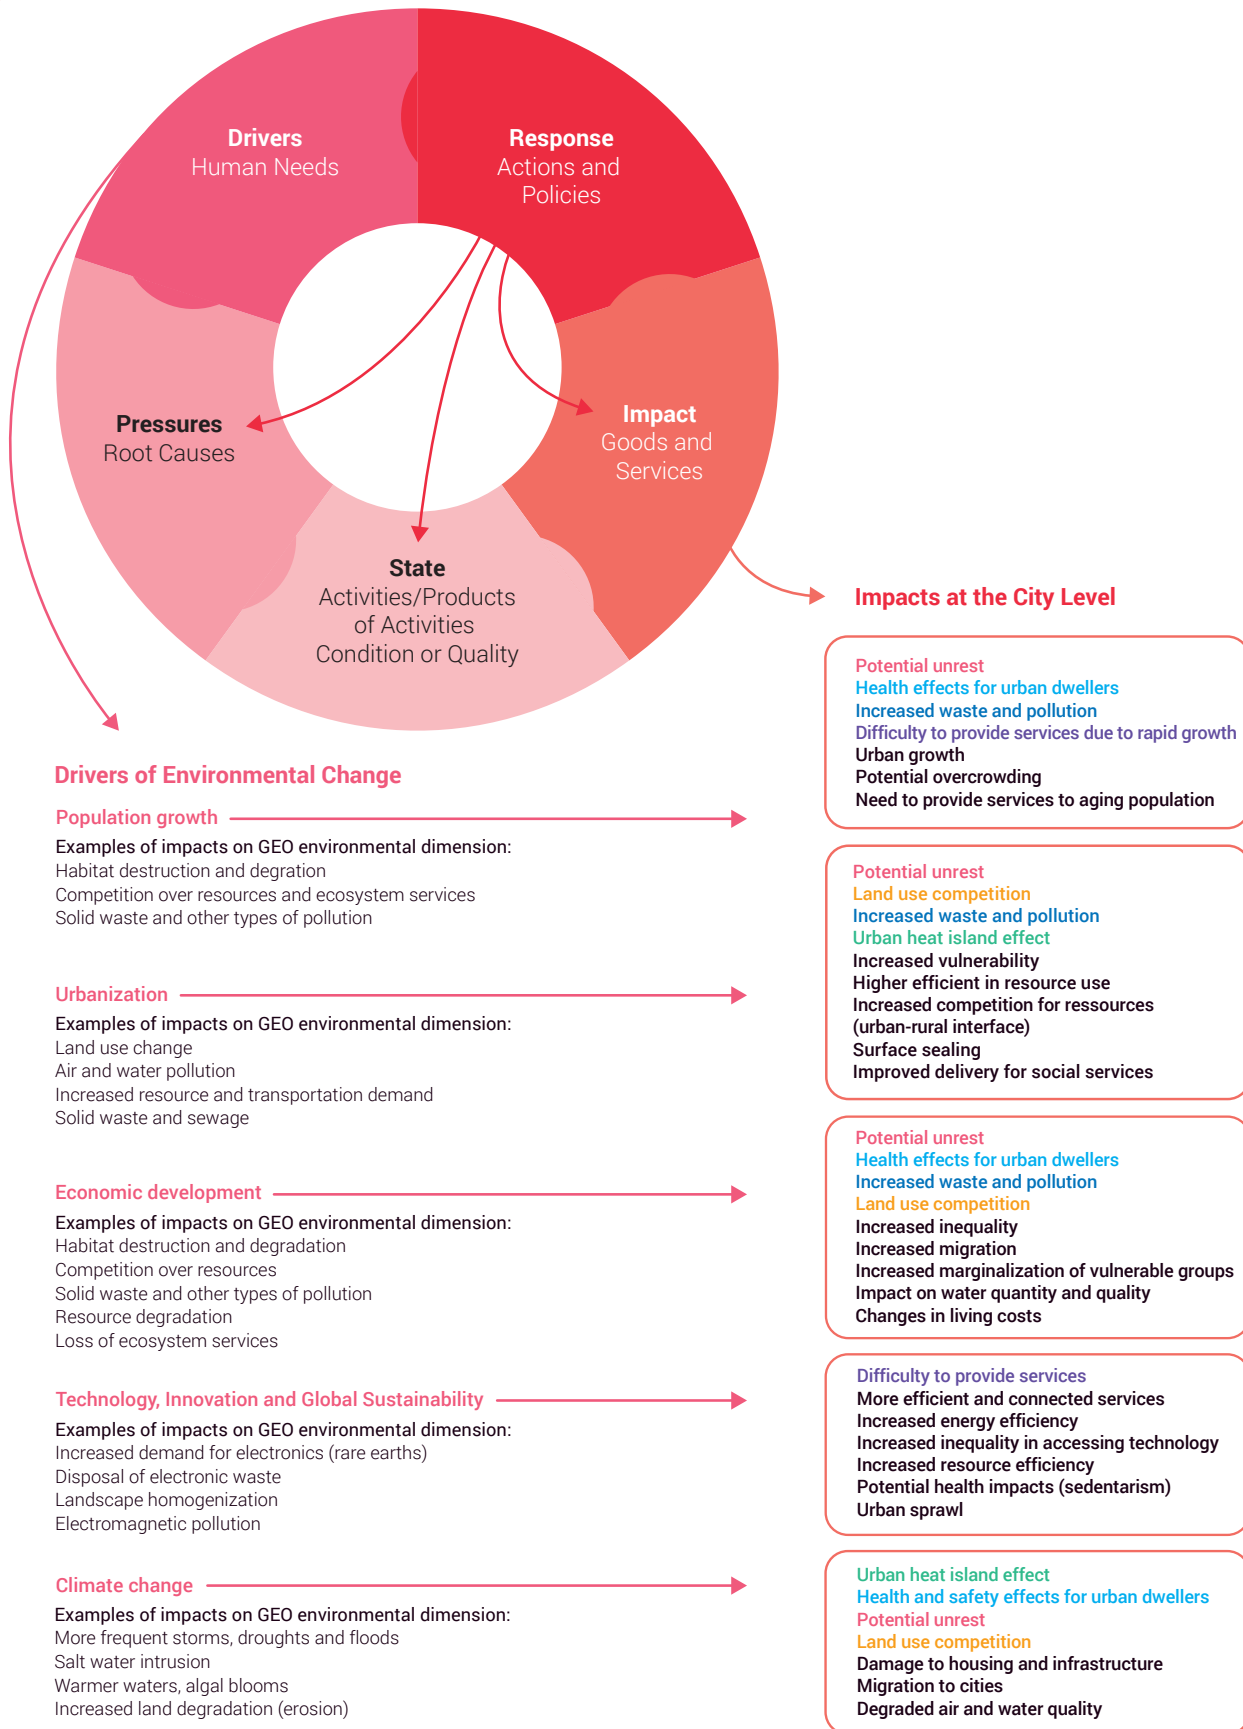 Drivers
Human Needs
Response
Actions and
Policies
Pressures
Root Causes
Impact
Goods and
Services
State
Activities/Products
of Activities
Condition or Quality
Drivers of Environmental Change
Population growth
Examples of impacts on GEO environmental dimension:
Habitat destruction and degration
Competition over resources and ecosystem services
Solid waste and other types of pollution
Urbanization
Examples of impacts on GEO environmental dimension:
Land use change
Air and water pollution
Increased resource and transportation demand
Solid waste and sewage
Economic development
Examples of impacts on GEO environmental dimension:
Habitat destruction and degradation
Competition over resources
Solid waste and other types of pollution
Resource degradation
Loss of ecosystem services
Technology, Innovation and Global Sustainability
Examples of impacts on GEO environmental dimension:
Increased demand for electronics (rare earths)
Disposal of electronic waste
Landscape homogenization
Electromagnetic pollution
Climate change
Examples of impacts on GEO environmental dimension:
More frequent storms, droughts and floods
Salt water intrusion
Warmer waters, algal blooms
Increased land degradation (erosion)
Impacts at the City Level
Potential unrest
Health effects for urban dwellers
Increased waste and pollution
Difficulty to provide services due to rapid growth
Urban growth
Potential overcrowding
Need to provide services to aging population
Potential unrest
Land use competition
Increased waste and pollution
Urban heat island effect
Increased vulnerability
Higher efficient in resource use
Increased competition for ressources
(urban-rural interface)
Surface sealing
Improved delivery for social services
Potential unrest
Health effects for urban dwellers
Increased waste and pollution
Land use competition
Increased inequality
Increased migration
Increased marginalization of vulnerable groups
Impact on water quantity and quality
Changes in living costs
Difficulty to provide services
More efficient and connected services
Increased energy efficiency
Increased inequality in accessing technology
Increased resource efficiency
Potential health impacts (sedentarism)
Urban sprawl
Urban heat island effect
Health and safety effects for urban dwellers
Potential unrest
Land use competition
Damage to housing and infrastructure
Migration to cities
Degraded air and water quality